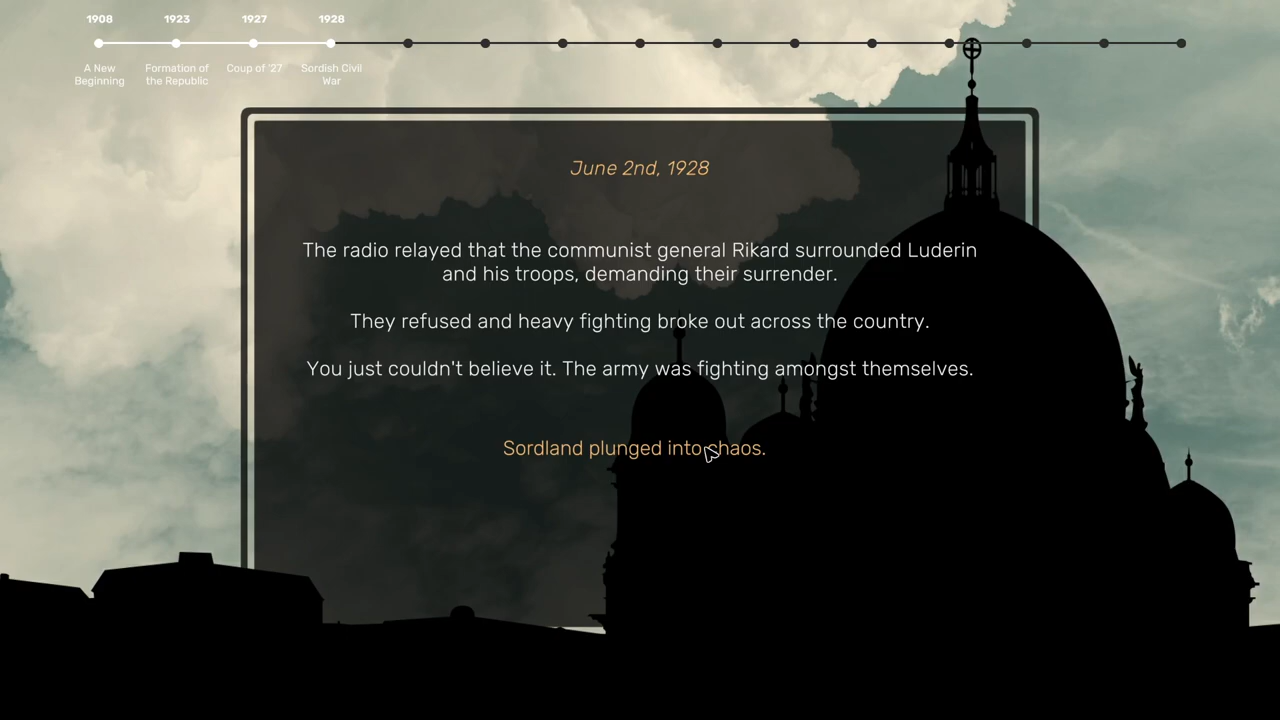 1908
1923
1927
1928
A New
Beginning
Formation of
the Republic
Coup of '27
Sordish Civil
War
June 2nd, 1928
The radio relayed that the communist general Rikard surrounded Luderin
and his troops, demanding their surrender.
They refused and heavy fighting broke out across the country.
You just couldn't believe it. The army was fighting amongst themselves.
Sordland plunged into chaos.